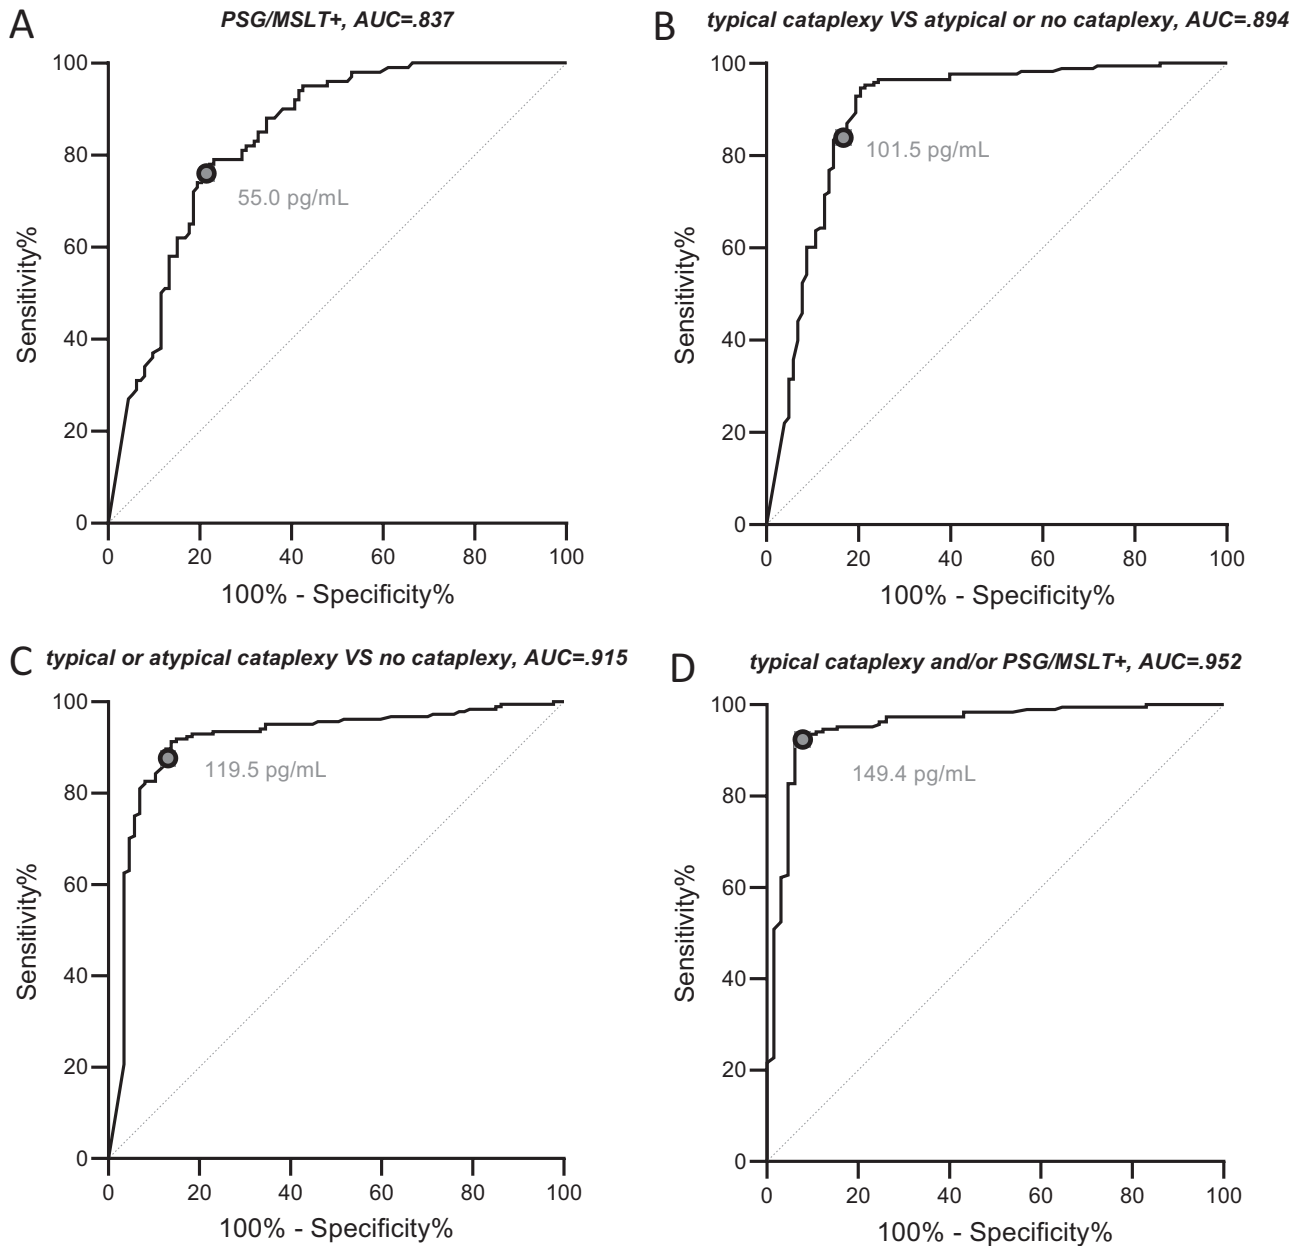 A
PSG/MSLT+, AUC=.837
100
80
60
40
20
0
Sensitivity%
55.0 pg/mL
0 20 40 60 80 100
100% - Specificity%
B
typical cataplexy VS atypical or no cataplexy, AUC=.894
100
80
60
40
20
0
Sensitivity%
101.5 pg/mL
0 20 40 60 80 100
100% - Specificity%
C
typical or atypical cataplexy VS no cataplexy, AUC=.915
100
80
60
40
20
0
Sensitivity%
119.5 pg/mL
0 20 40 60 80 100
100% - Specificity%
D
typical cataplexy and/or PSG/MSLT+, AUC=.952
100
80
60
40
20
0
Sensitivity%
149.4 pg/mL
0 20 40 60 80 100
100% - Specificity%